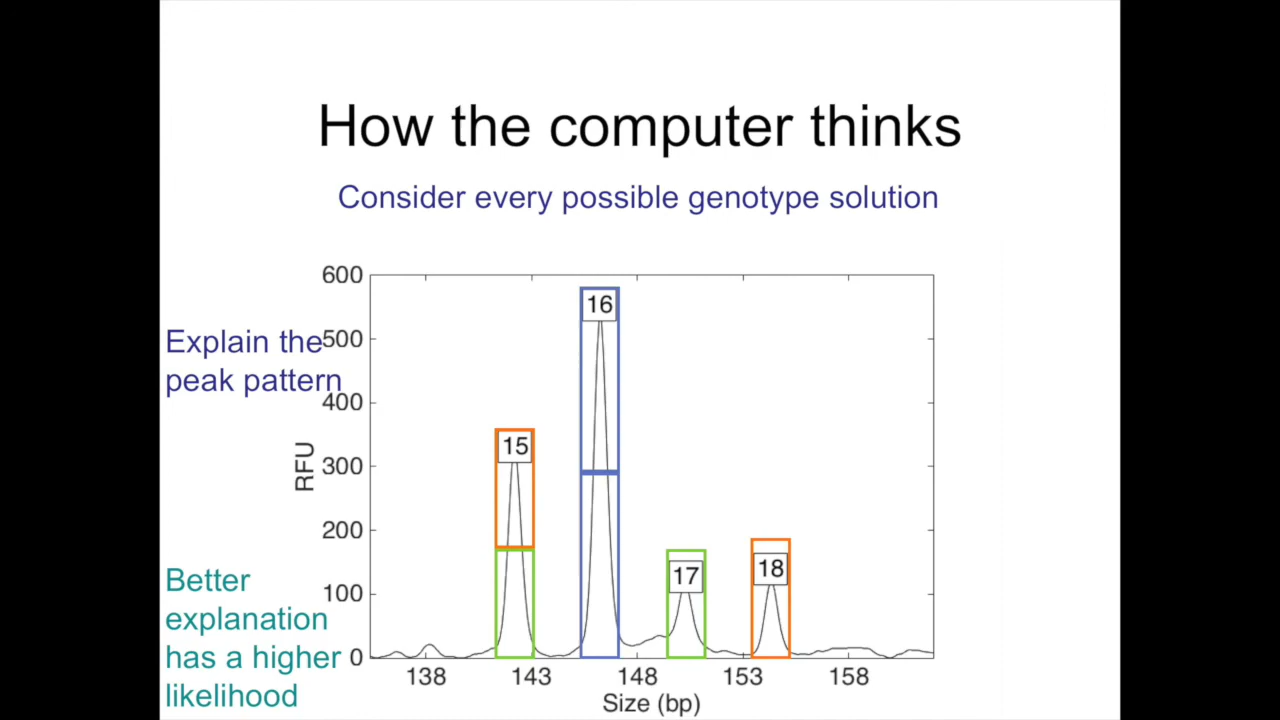 How the computer thinks
Consider every possible genotype solution
Explain the
peak pattern
Better
explanation
has a higher
likelihood
RFU
600
500
400
300
200
100
0
15
16
17
18
138 143 148 153 158
Size (bp)